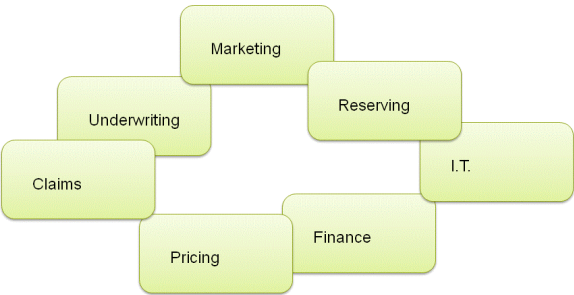 Marketing
Reserving
Underwriting
I.T.
Claims
Finance
Pricing